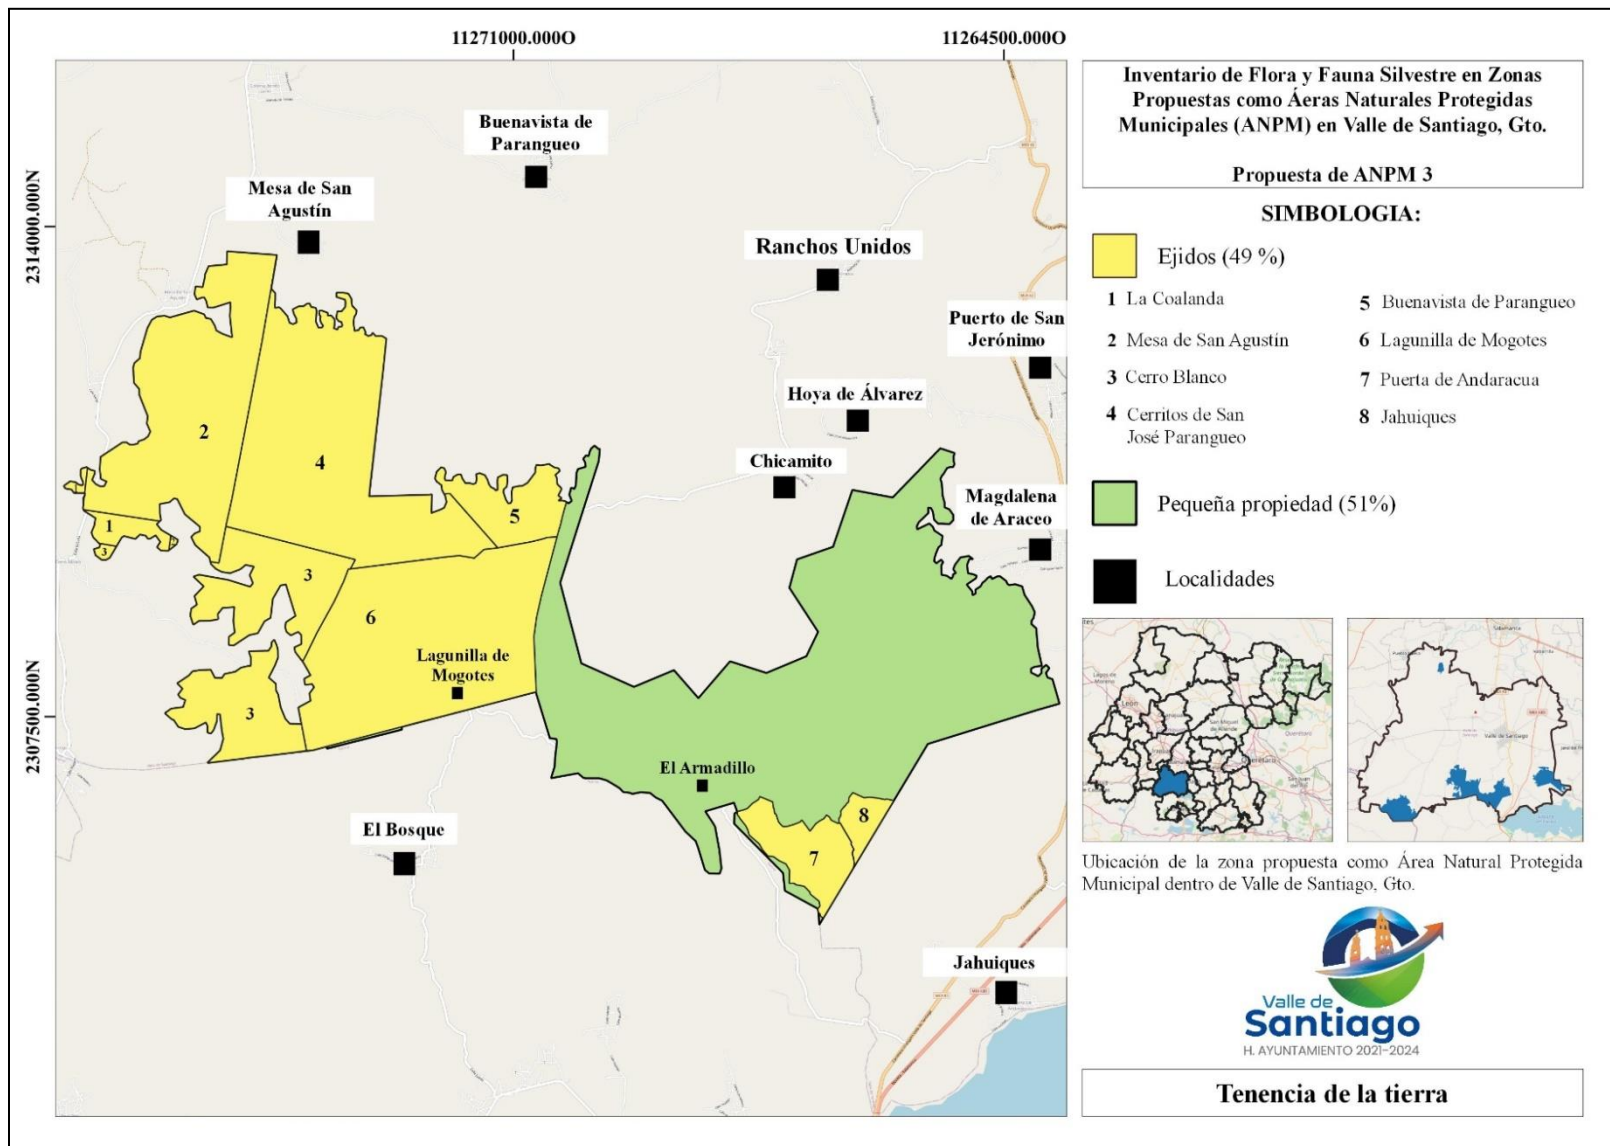 11271000.000O
11264500.000O
2314000.000N
2307500.000N
Buenavista de
Parangueo
Mesa de San
Agustín
Ranchos Unidos
Puerto de San
Jerónimo
Hoya de Álvarez
Chicamito
Magdalena
de Araceo
2
4
5
1
3
3
6
Lagunilla de
Mogotes
3
El Armadillo
8
7
El Bosque
Jahuiques
Inventario de Flora y Fauna Silvestre en Zonas
Propuestas como Áeras Naturales Protegidas
Municipales (ANPM) en Valle de Santiago, Gto.
Propuesta de ANPM 3
SIMBOLOGIA:
Ejidos (49 %)
1 La Coalanda
2 Mesa de San Agustín
3 Cerro Blanco
4 Cerritos de San
José Parangueo
5 Buenavista de Parangueo
6 Lagunilla de Mogotes
7 Puerta de Andaracua
8 Jahuiques
Pequeña propiedad (51%)
Localidades
Ubicación de la zona propuesta como Área Natural Protegida
Municipal dentro de Valle de Santiago, Gto.
Valle de
Santiago
H. AYUNTAMIENTO 2021-2024
Tenencia de la tierra